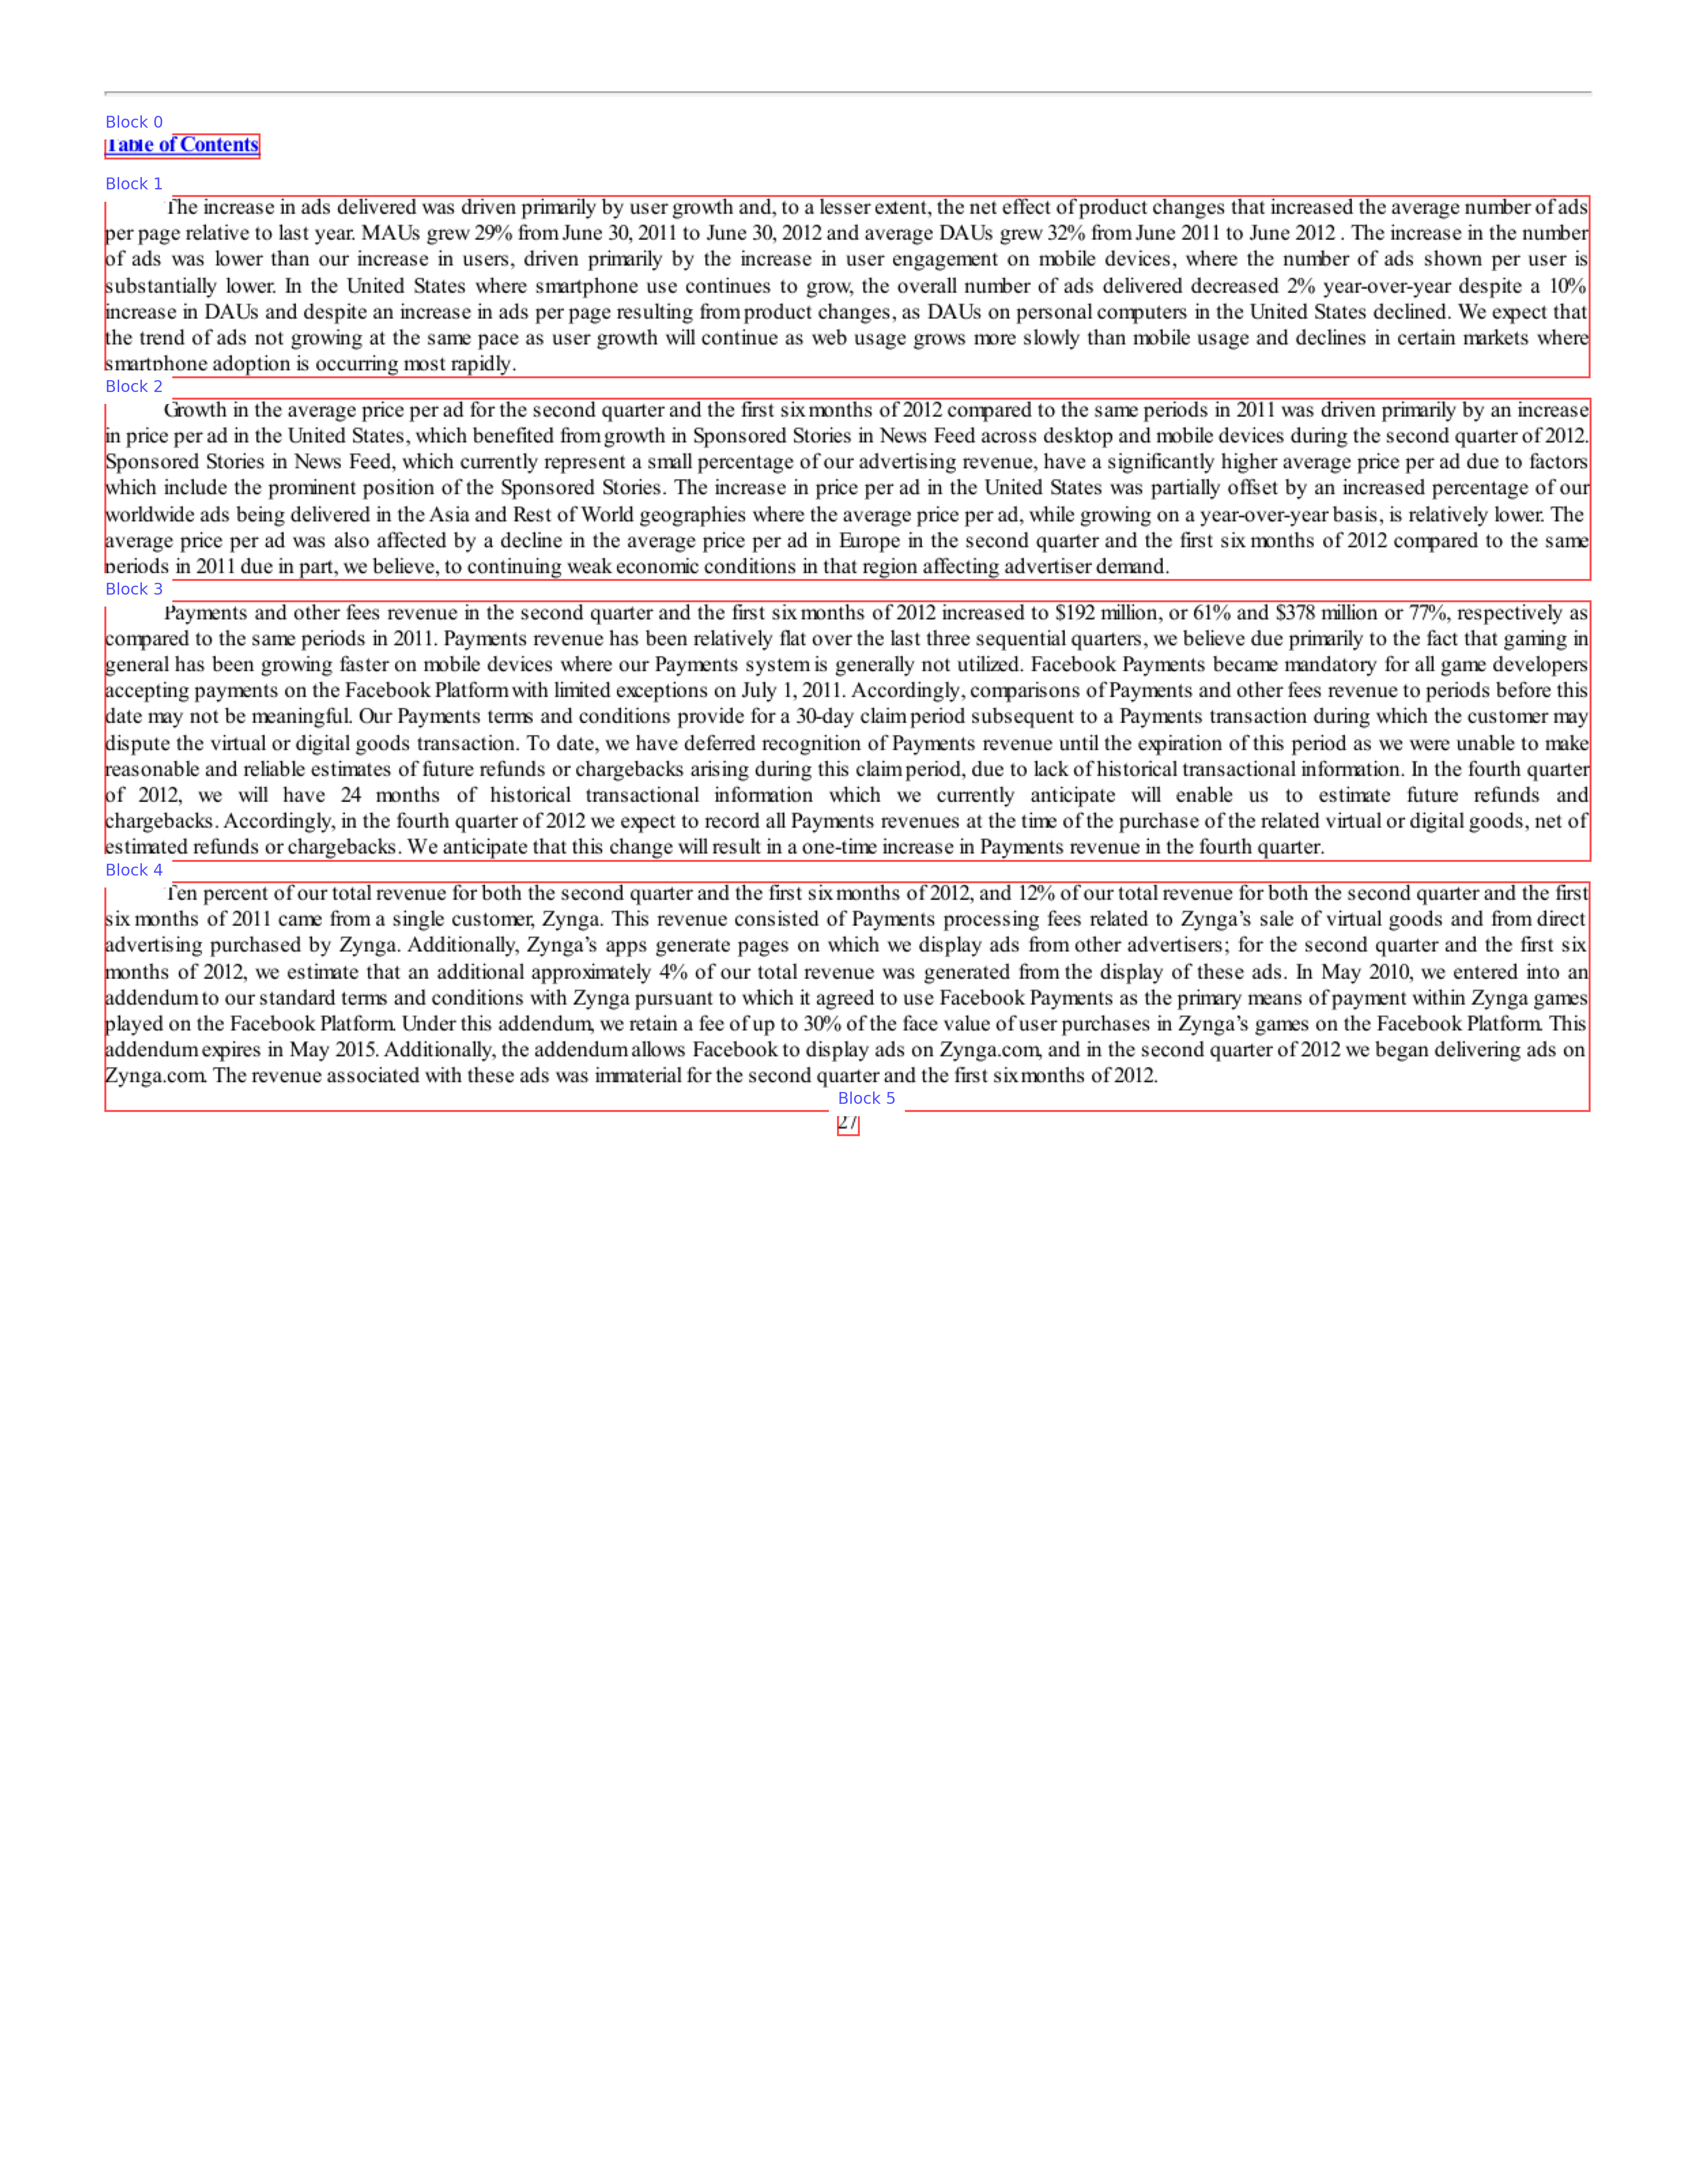 Block 0
Table of Contents
Block 1
The increase in ads delivered was driven primarily by user growth and, to a lesser extent, the net effect of product changes that increased the average number of ads
per page relative to last year. MAUs grew 29% from June 30, 2011 to June 30, 2012 and average DAUs grew 32% from June 2011 to June 2012 . The increase in the number
of ads was lower than our increase in users, driven primarily by the increase in user engagement on mobile devices, where the number of ads shown per user is
substantially lower. In the United States where smartphone use continues to grow, the overall number of ads delivered decreased 2% year-over-year despite a 10%
increase in DAUs and despite an increase in ads per page resulting from product changes, as DAUs on personal computers in the United States declined. We expect that
the trend of ads not growing at the same pace as user growth will continue as web usage grows more slowly than mobile usage and declines in certain markets where
smartphone adoption is occurring most rapidly.
Block 2
Growth in the average price per ad for the second quarter and the first six months of 2012 compared to the same periods in 2011 was driven primarily by an increase
in price per ad in the United States, which benefited from growth in Sponsored Stories in News Feed across desktop and mobile devices during the second quarter of 2012.
Sponsored Stories in News Feed, which currently represent a small percentage of our advertising revenue, have a significantly higher average price per ad due to factors
which include the prominent position of the Sponsored Stories. The increase in price per ad in the United States was partially offset by an increased percentage of our
worldwide ads being delivered in the Asia and Rest of World geographies where the average price per ad, while growing on a year-over-year basis, is relatively lower. The
average price per ad was also affected by a decline in the average price per ad in Europe in the second quarter and the first six months of 2012 compared to the same
periods in 2011 due in part, we believe, to continuing weak economic conditions in that region affecting advertiser demand.
Block 3
Payments and other fees revenue in the second quarter and the first six months of 2012 increased to $192 million, or 61% and $378 million or 77%, respectively as
compared to the same periods in 2011. Payments revenue has been relatively flat over the last three sequential quarters, we believe due primarily to the fact that gaming in
general has been growing faster on mobile devices where our Payments system is generally not utilized. Facebook Payments became mandatory for all game developers
accepting payments on the Facebook Platform with limited exceptions on July 1, 2011. Accordingly, comparisons of Payments and other fees revenue to periods before this
date may not be meaningful. Our Payments terms and conditions provide for a 30-day claim period subsequent to a Payments transaction during which the customer may
dispute the virtual or digital goods transaction. To date, we have deferred recognition of Payments revenue until the expiration of this period as we were unable to make
reasonable and reliable estimates of future refunds or chargebacks arising during this claim period, due to lack of historical transactional information. In the fourth quarter
of 2012, we will have 24 months of historical transactional information which we currently anticipate will enable us to estimate future refunds and
chargebacks. Accordingly, in the fourth quarter of 2012 we expect to record all Payments revenues at the time of the purchase of the related virtual or digital goods, net of
estimated refunds or chargebacks. We anticipate that this change will result in a one-time increase in Payments revenue in the fourth quarter.
Block 4
Ten percent of our total revenue for both the second quarter and the first six months of 2012, and 12% of our total revenue for both the second quarter and the first
six months of 2011 came from a single customer, Zynga. This revenue consisted of Payments processing fees related to Zynga’s sale of virtual goods and from direct
advertising purchased by Zynga. Additionally, Zynga’s apps generate pages on which we display ads from other advertisers; for the second quarter and the first six
months of 2012, we estimate that an additional approximately 4% of our total revenue was generated from the display of these ads. In May 2010, we entered into an
addendum to our standard terms and conditions with Zynga pursuant to which it agreed to use Facebook Payments as the primary means of payment within Zynga games
played on the Facebook Platform. Under this addendum, we retain a fee of up to 30% of the face value of user purchases in Zynga’s games on the Facebook Platform. This
addendum expires in May 2015. Additionally, the addendum allows Facebook to display ads on Zynga.com, and in the second quarter of 2012 we began delivering ads on
Zynga.com. The revenue associated with these ads was immaterial for the second quarter and the first six months of 2012.
Block 5
27